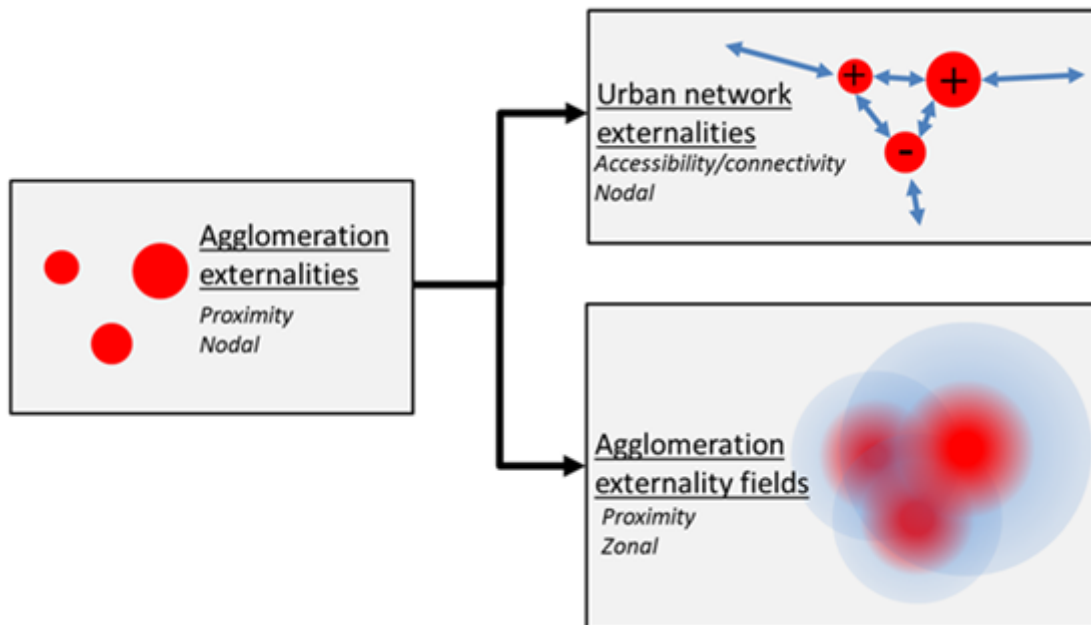 Agglomeration
externalities
Proximity
Nodal
Urban network
externalities
Accessibility/connectivity
Nodal
+
+
-
Agglomeration
externality fields
Proximity
Zonal